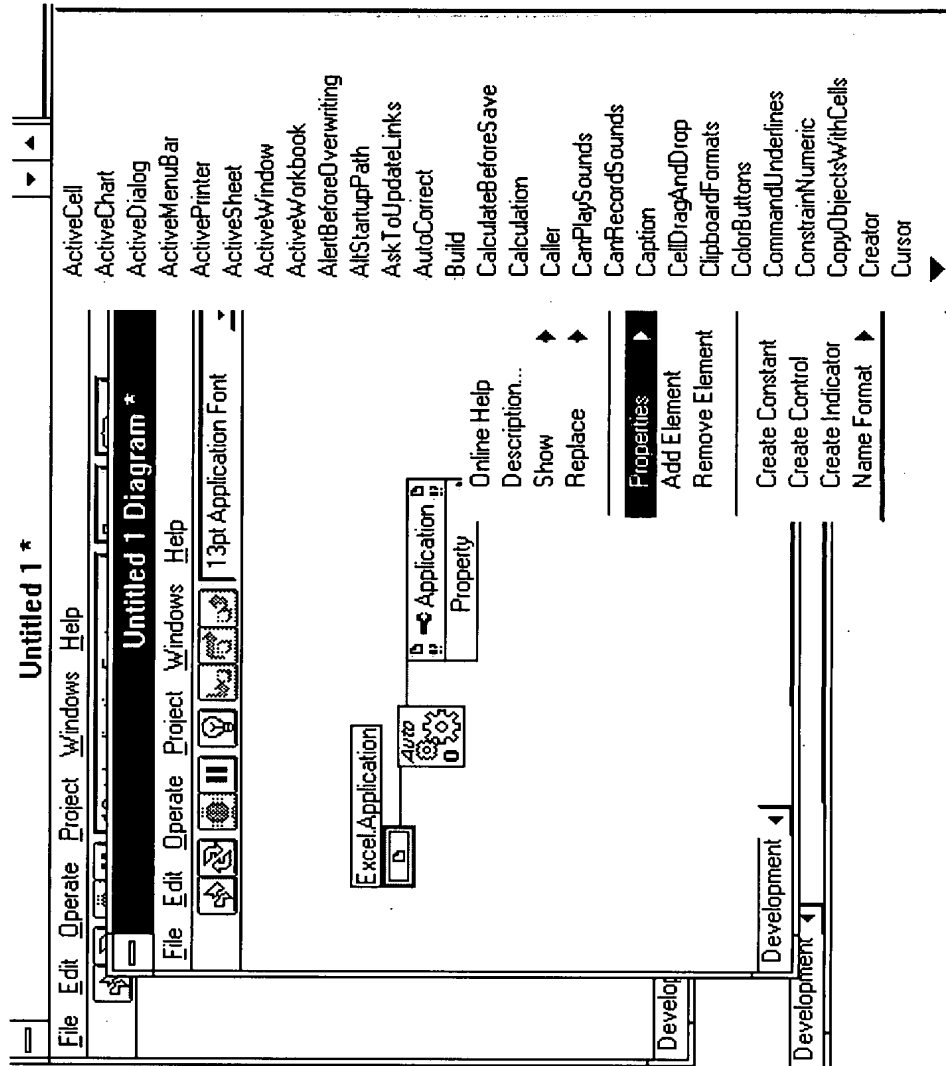 Untitled 1 *
File Edit Operate Project Windows Help
Untitled 1 Diagram *
File Edit Operate Project Windows Help
13pt Application Font
Excel.Application
Auto
Application
Property
Online Help
Description...
Show
Replace
Properties
Add Element
Remove Element
Create Constant
Create Control
Create Indicator
Name Format
ActiveCell
ActiveChart
ActiveDialog
ActiveMenuBar
ActivePrinter
ActiveSheet
ActiveWindow
ActiveWorkbook
AlertBeforeOverwriting
AltStartupPath
AskToUpdateLinks
AutoCorrect
Build
CalculateBeforeSave
Calculation
Caller
CanPlaySounds
CanRecordSounds
Caption
CellDragAndDrop
ClipboardFormats
ColorButtons
CommandUnderlines
ConstrainNumeric
CopyObjectsWithCells
Creator
Cursor
Development
Develop
Development